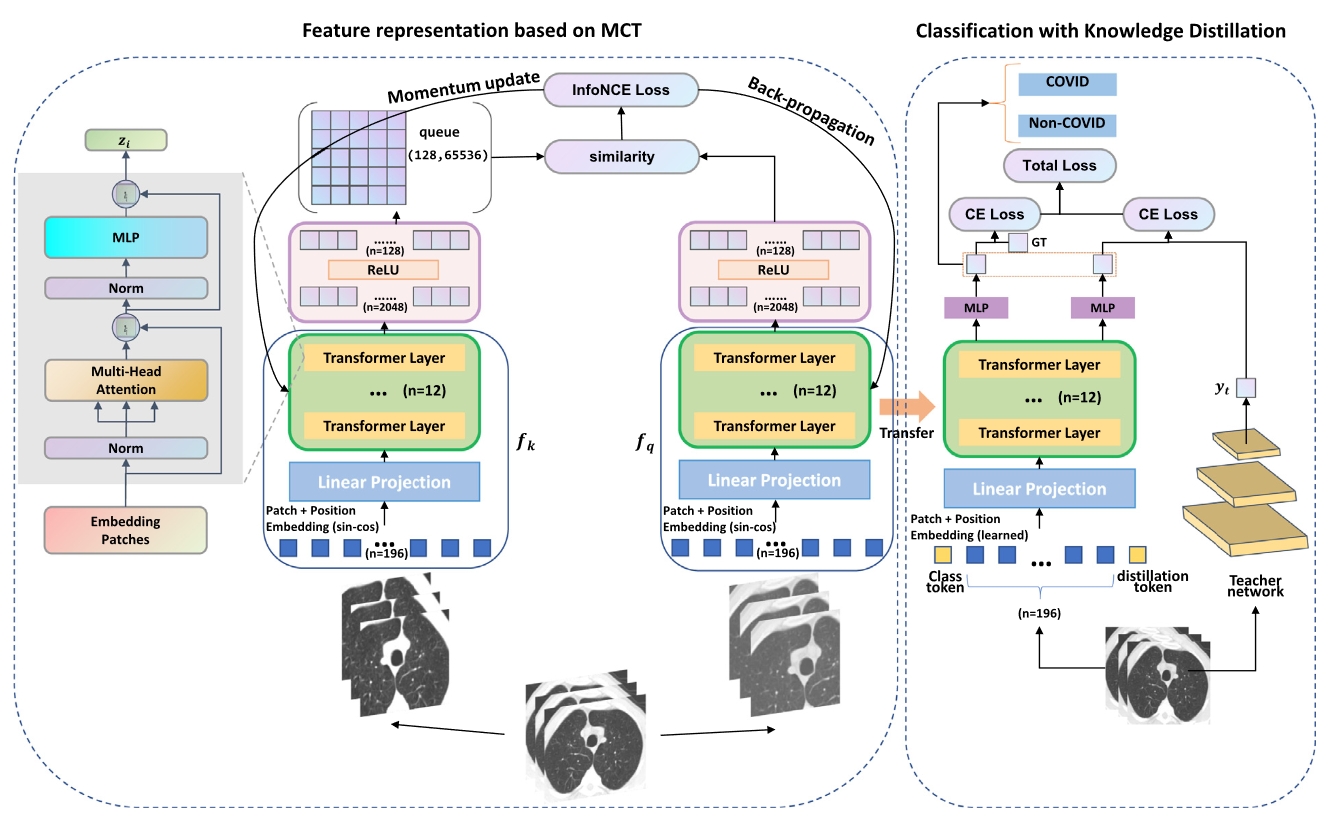 Feature representation based on MCT
Classification with Knowledge Distillation
z_i
MLP
Norm
Multi-Head
Attention
Norm
Embedding
Patches
Momentum update
InfoNCE Loss
Back-propagation
queue
(128,65536)
similarity
......
(n=128)
ReLU
......
(n=2048)
Transformer Layer
... (n=12)
Transformer Layer
f_k
Linear Projection
Patch + Position
Embedding (sin-cos)
...
(n=196)
......
(n=128)
ReLU
......
(n=2048)
Transformer Layer
... (n=12)
Transformer Layer
f_q
Linear Projection
Patch + Position
Embedding (sin-cos)
...
(n=196)
Transfer
COVID
Non-COVID
Total Loss
CE Loss
CE Loss
GT
MLP
MLP
Transformer Layer
... (n=12)
Transformer Layer
Linear Projection
Patch + Position
Embedding (learned)
...
Class
token
distillation
token
(n=196)
y_t
Teacher
network